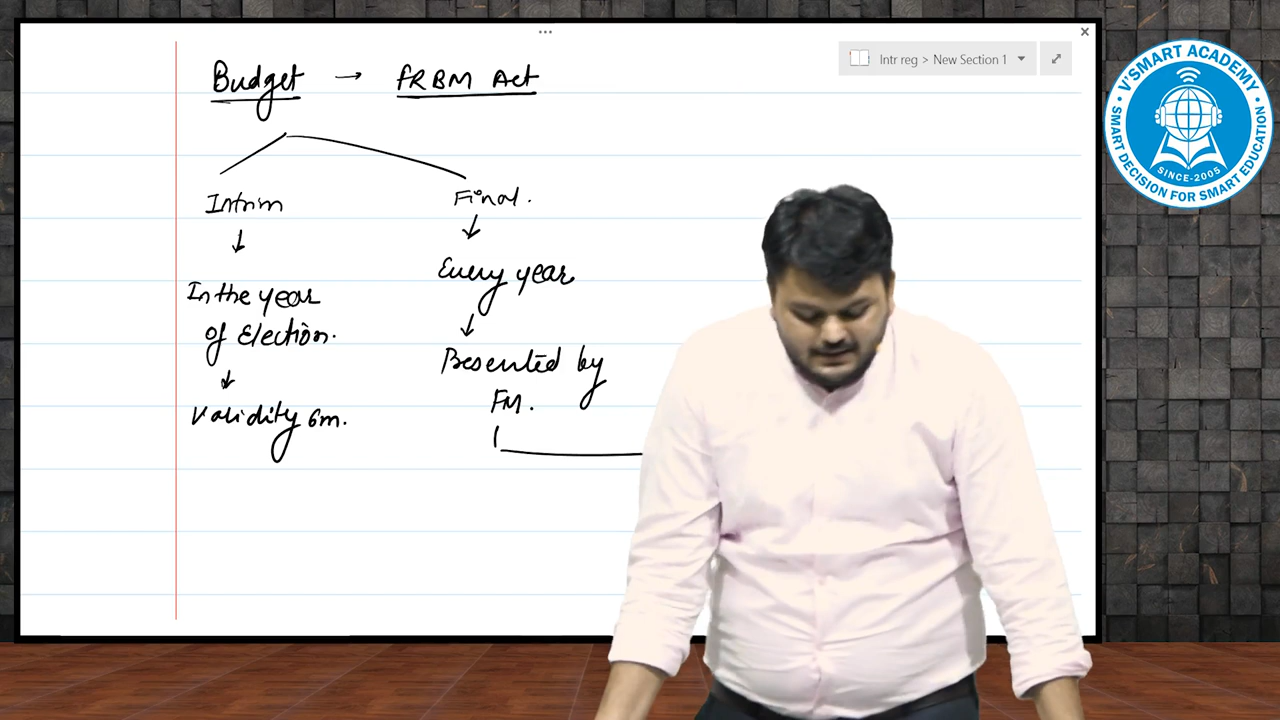 Budget → FRBM Act
Intrim
Final.
↓
↓
In the year
of Election.
Every year
↓
↓
Validity 6m.
Presented by
FM.
Intr reg > New Section 1
V'SMART ACADEMY
SINCE-2005
SMART DECISION FOR SMART EDUCATION